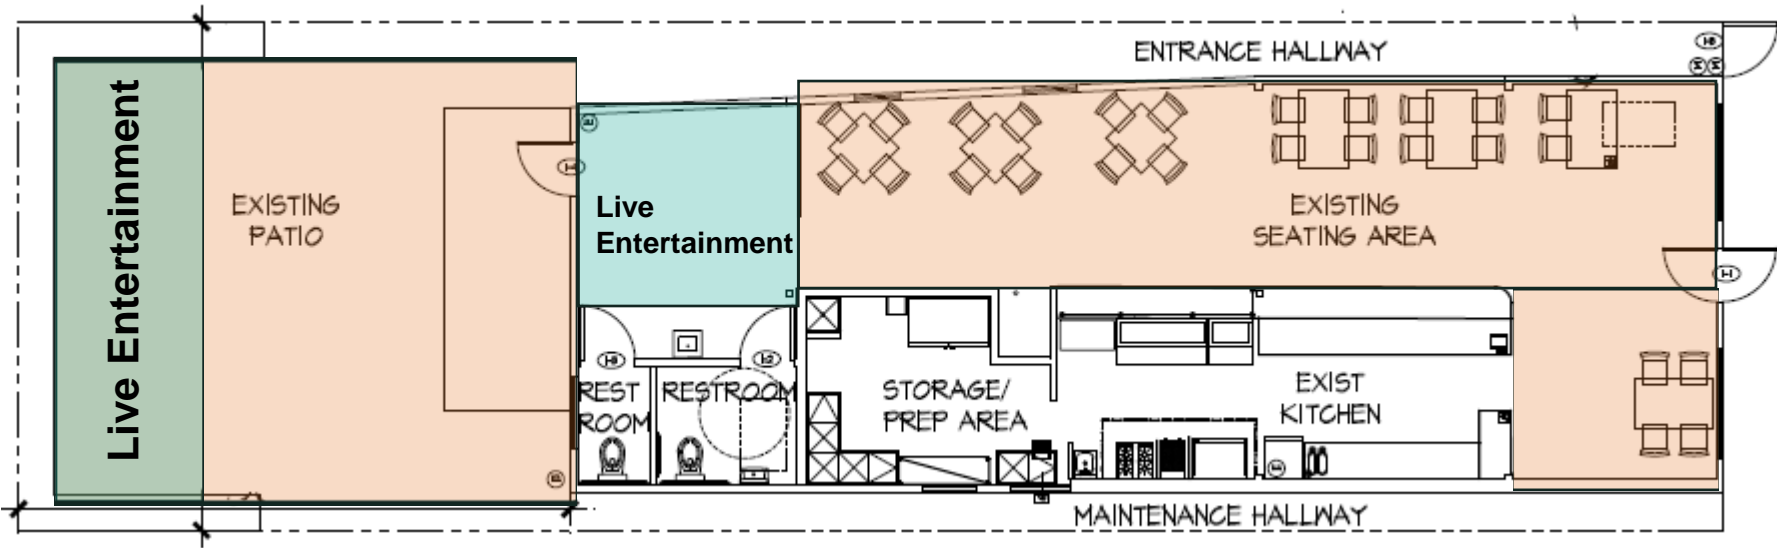 ENTRANCE HALLWAY
Live Entertainment
EXISTING
PATIO
Live
Entertainment
EXISTING
SEATING AREA
REST
ROOM
RESTROOM
STORAGE/
PREP AREA
EXIST
KITCHEN
MAINTENANCE HALLWAY